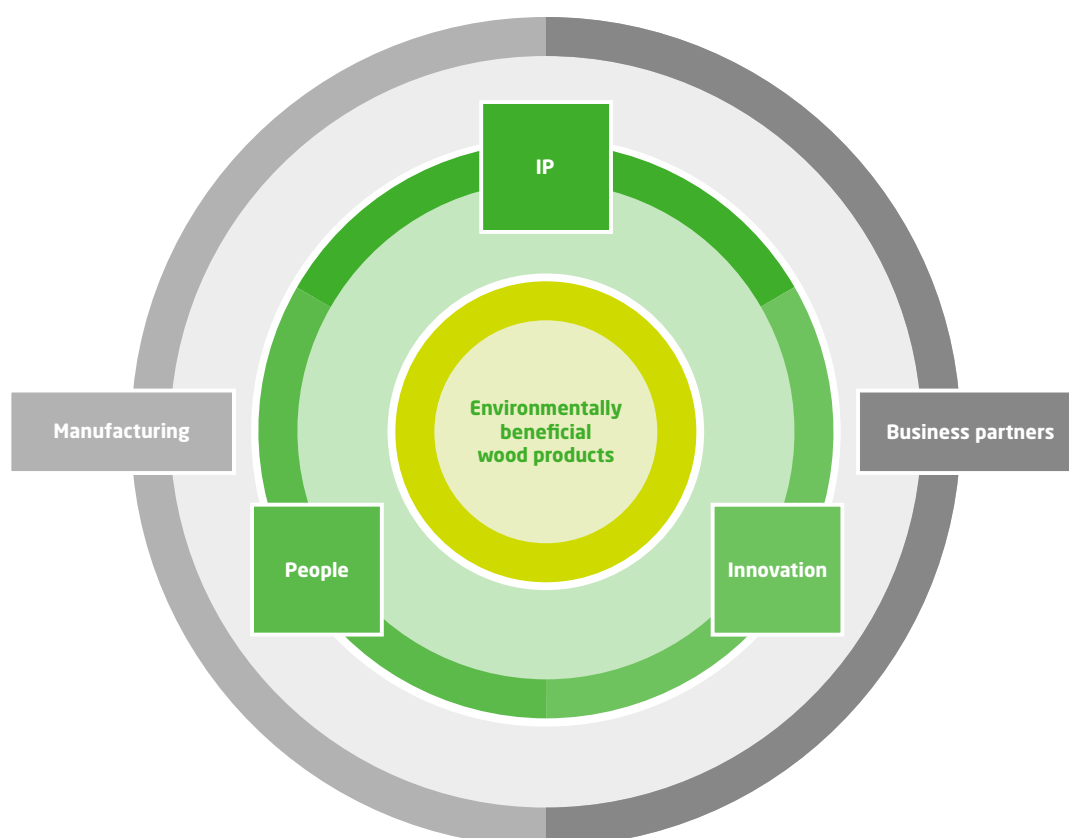 IP
Environmentally
beneficial
wood products
Manufacturing
Business partners
People
Innovation